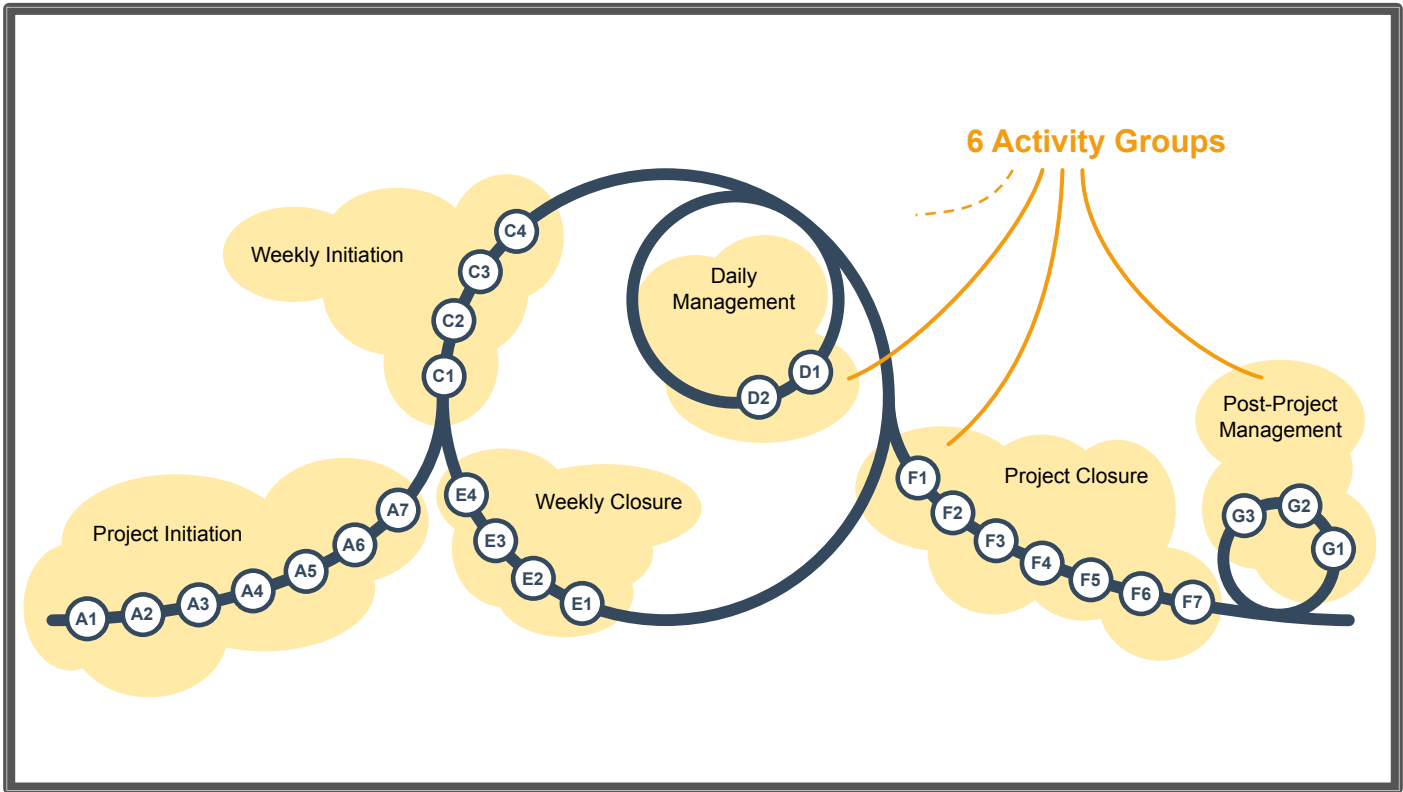 6 Activity Groups
Weekly Initiation
C4
C3
C2
C1
Daily
Management
D1
D2
Project Initiation
A1
A2
A3
A4
A5
A6
A7
Weekly Closure
E4
E3
E2
E1
Project Closure
F1
F2
F3
F4
F5
F6
F7
Post-Project
Management
G3
G2
G1